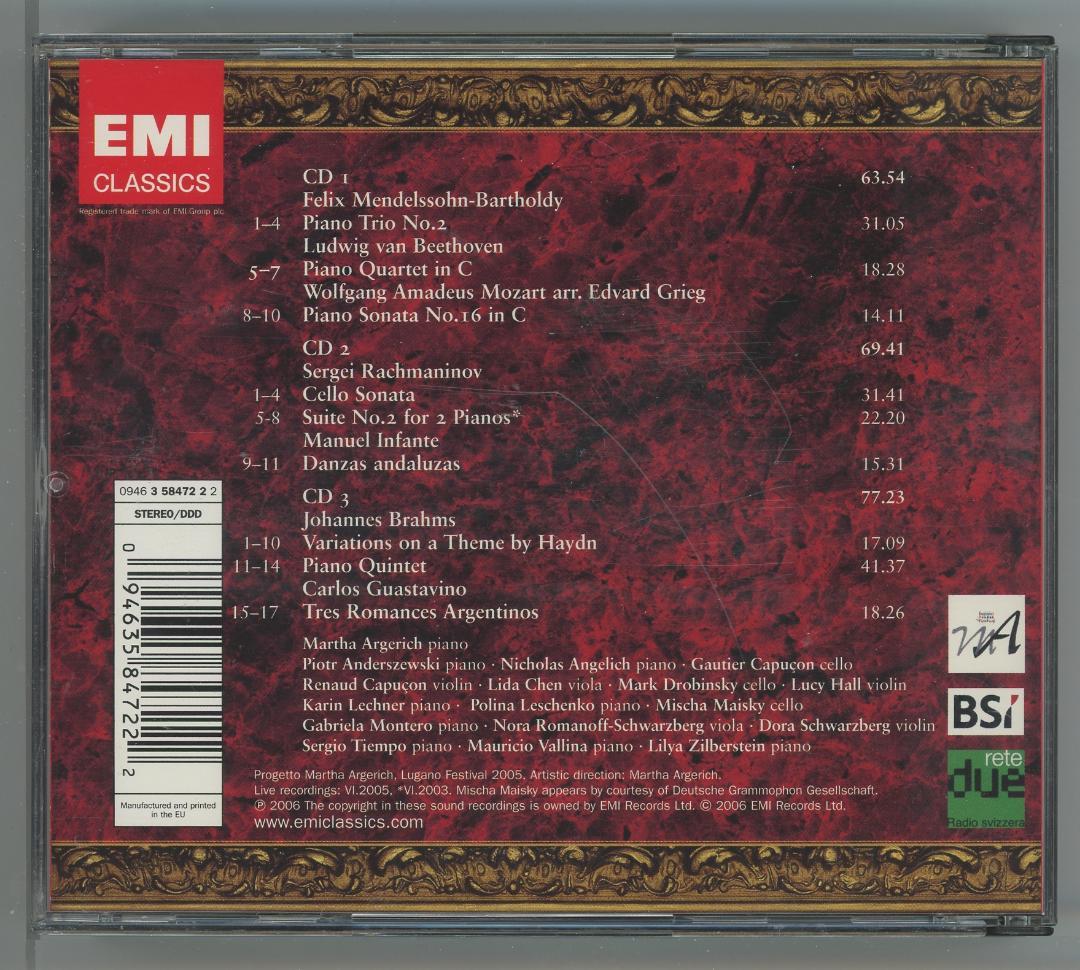 EMI
CLASSICS
Registered trade mark of EMI Group plc
CD 1 63.54
Felix Mendelssohn-Bartholdy
1–4 Piano Trio No.2 31.05
Ludwig van Beethoven
5–7 Piano Quartet in C 18.28
Wolfgang Amadeus Mozart arr. Edvard Grieg
8–10 Piano Sonata No.16 in C 14.11
CD 2 69.41
Sergei Rachmaninov
1–4 Cello Sonata 31.41
5-8 Suite No.2 for 2 Pianos* 22.20
Manuel Infante
9–11 Danzas andaluzas 15.31
CD 3 77.23
Johannes Brahms
1–10 Variations on a Theme by Haydn 17.09
11–14 Piano Quintet 41.37
Carlos Guastavino
15–17 Tres Romances Argentinos 18.26
Martha Argerich piano
Piotr Anderszewski piano · Nicholas Angelich piano · Gautier Capuçon cello
Renaud Capuçon violin · Lida Chen viola · Mark Drobinsky cello · Lucy Hall violin
Karin Lechner piano · Polina Leschenko piano · Mischa Maisky cello
Gabriela Montero piano · Nora Romanoff-Schwarzberg viola · Dora Schwarzberg violin
Sergio Tiempo piano · Mauricio Vallina piano · Lilya Zilberstein piano
Progetto Martha Argerich, Lugano Festival 2005. Artistic direction: Martha Argerich.
Live recordings: VI.2005, *VI.2003. Mischa Maisky appears by courtesy of Deutsche Grammophon Gesellschaft.
℗ 2006 The copyright in these sound recordings is owned by EMI Records Ltd. © 2006 EMI Records Ltd.
www.emiclassics.com
0946 3 58472 2 2
STEREO/DDD
0 94635 84722 2
Manufactured and printed
in the EU
mA
BSi
rete
due
Radio svizzera